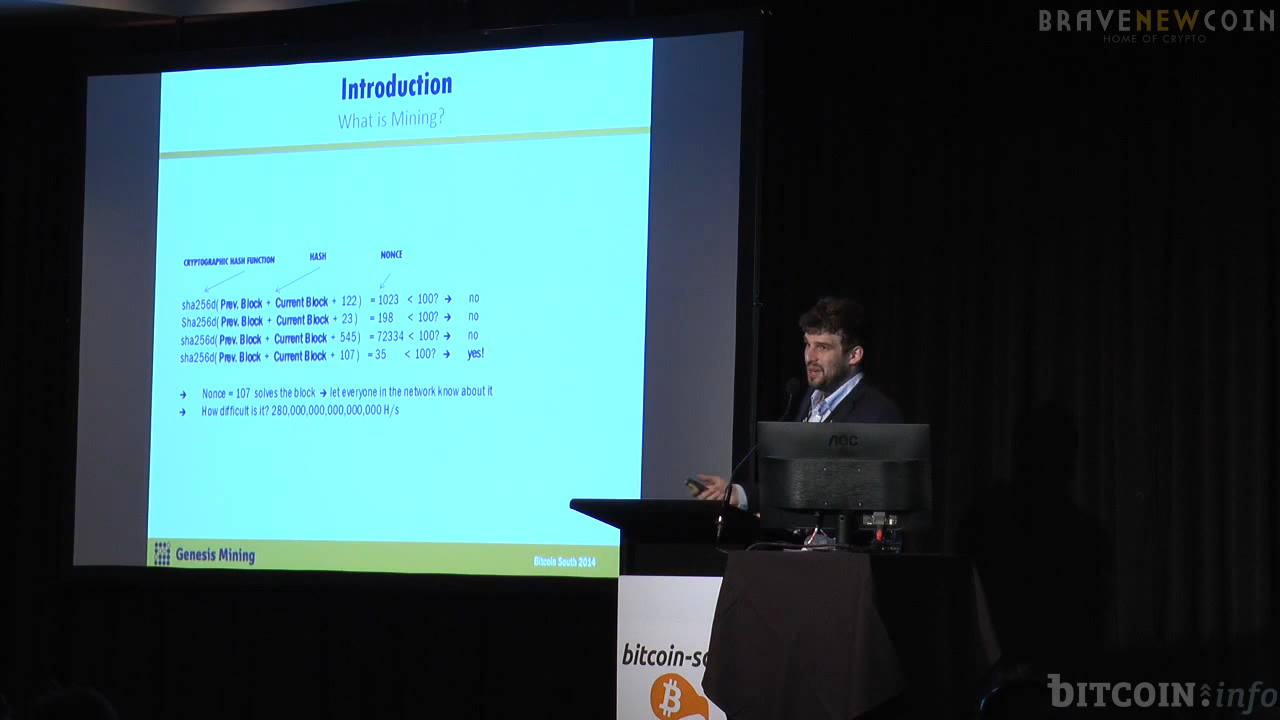 BRAVENEWCOIN
HOME OF CRYPTO
Introduction
What is Mining?
CRYPTOGRAPHIC HASH FUNCTION HASH NONCE
sha256d( Prev. Block + Current Block + 122 ) = 1023 < 100? → no
Sha256d( Prev. Block + Current Block + 23 ) = 198 < 100? → no
sha256d( Prev. Block + Current Block + 545 ) = 72334 < 100? → no
sha256d( Prev. Block + Current Block + 107 ) = 35 < 100? → yes!
→ Nonce = 107 solves the block → let everyone in the network know about it
→ How difficult is it? 280,000,000,000,000,000 H/s
Genesis Mining
Bitcoin South 2014
AOC
bitcoin-so
BITCOIN info